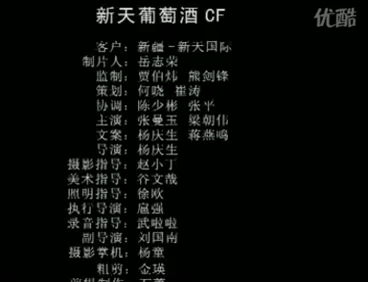 新天葡萄酒 CF
优酷
客户：新疆－新天国际
制片人：岳志荣
监制：贾伯炜 熊剑锋
策划：何哓 崔涛
协调：陈少彬 张平
主演：张曼玉 梁朝伟
文案：杨庆生 蒋燕鸣
导演：杨庆生
摄影指导：赵小丁
美术指导：谷文哉
照明指导：徐欧
执行导演：扈强
录音指导：武啦啦
副导演：刘国南
摄影掌机：杨童
粗剪：金瑛